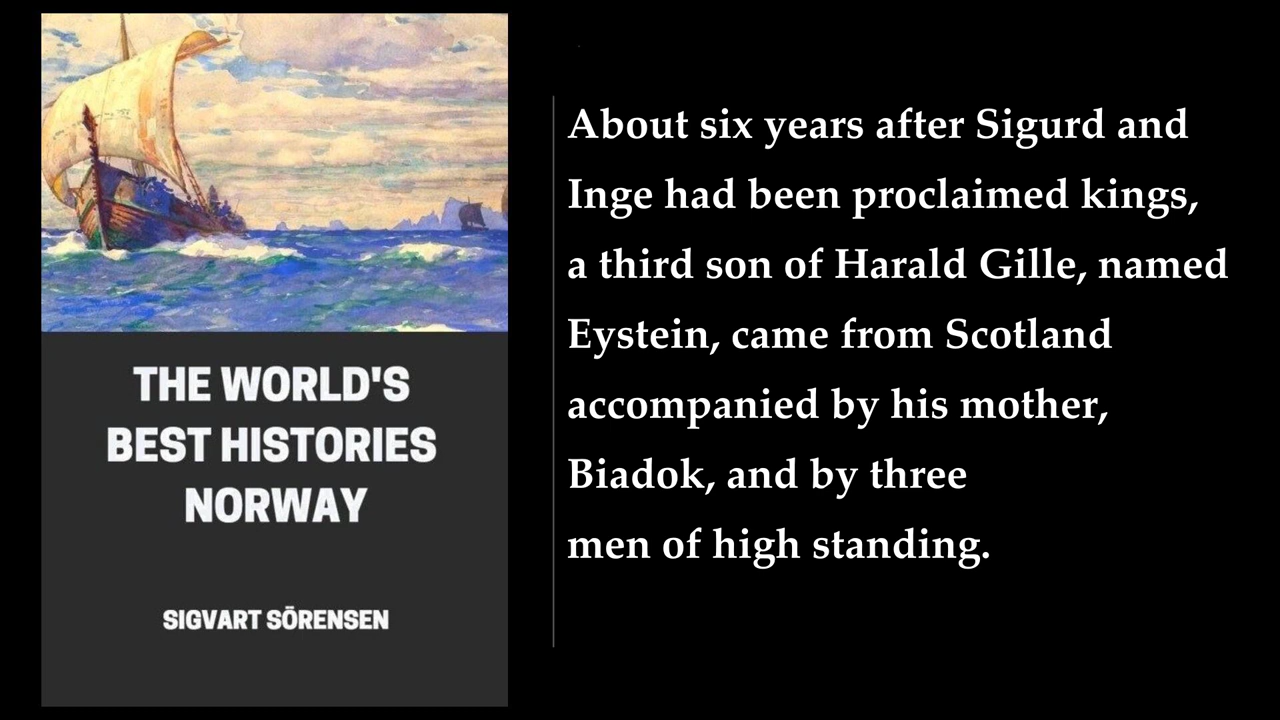 THE WORLD'S
BEST HISTORIES
NORWAY
SIGVART SÖRENSEN
About six years after Sigurd and
Inge had been proclaimed kings,
a third son of Harald Gille, named
Eystein, came from Scotland
accompanied by his mother,
Biadok, and by three
men of high standing.